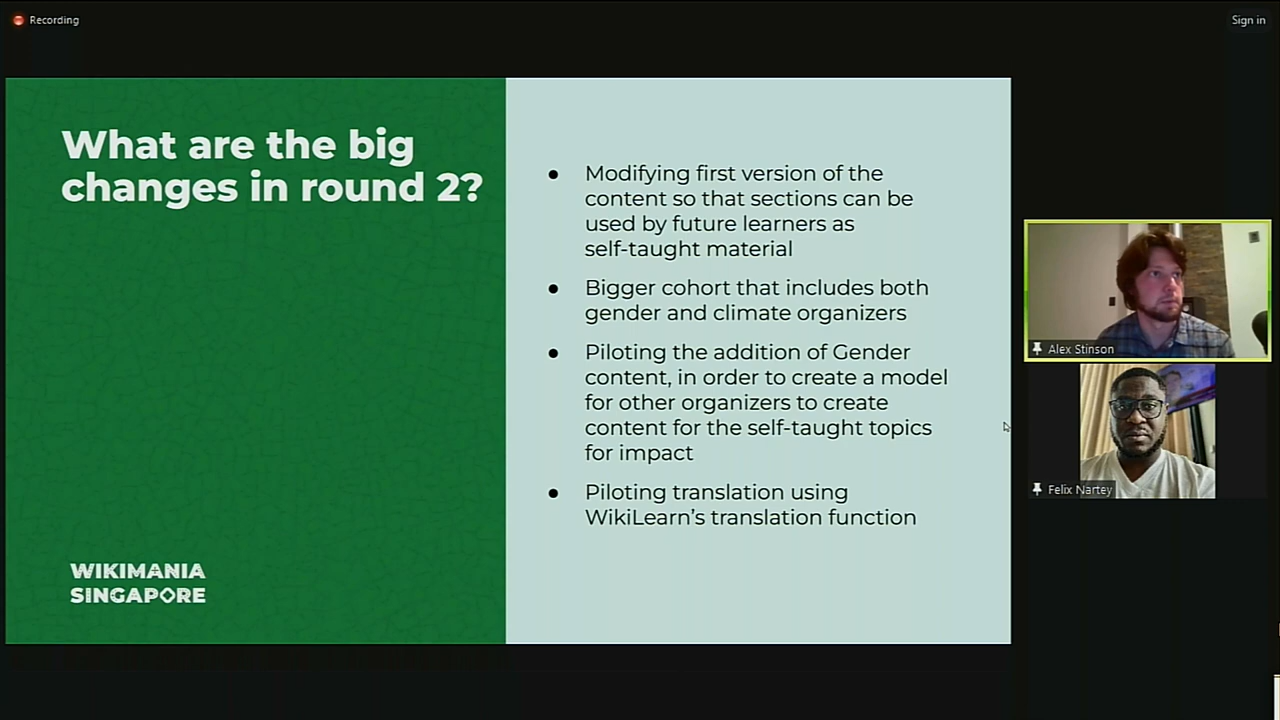 Recording
Sign in
What are the big
changes in round 2?
● Modifying first version of the
content so that sections can be
used by future learners as
self-taught material
● Bigger cohort that includes both
gender and climate organizers
● Piloting the addition of Gender
content, in order to create a model
for other organizers to create
content for the self-taught topics
for impact
● Piloting translation using
WikiLearn's translation function
WIKIMANIA
SINGAPORE
Alex Stinson
Felix Nartey